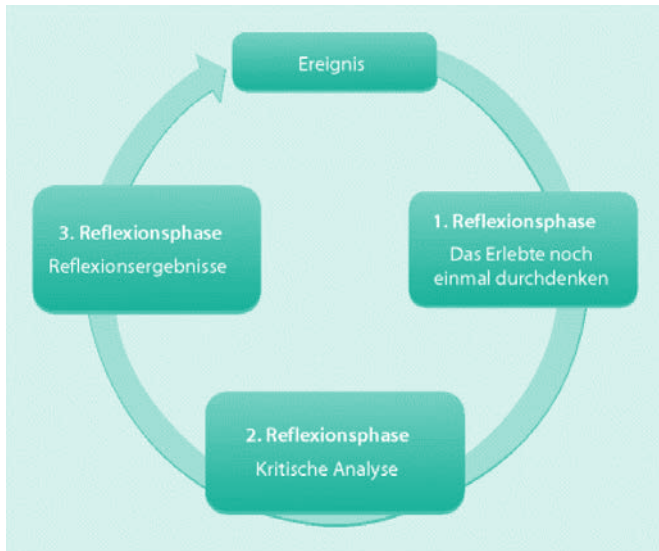 Ereignis
1. Reflexionsphase
Das Erlebte noch
einmal durchdenken
2. Reflexionsphase
Kritische Analyse
3. Reflexionsphase
Reflexionsergebnisse